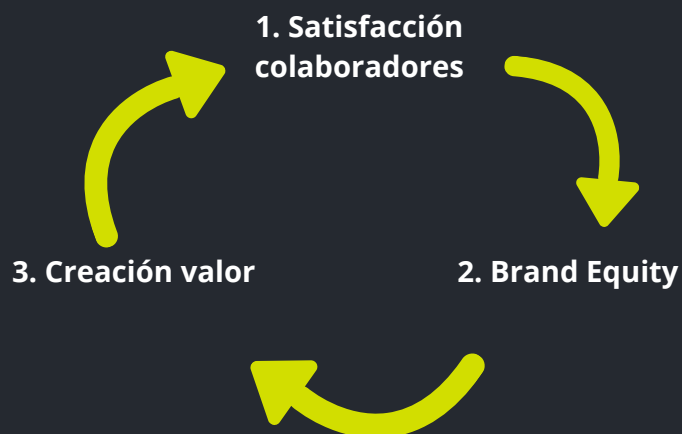 1. Satisfacción
colaboradores
3. Creación valor
2. Brand Equity